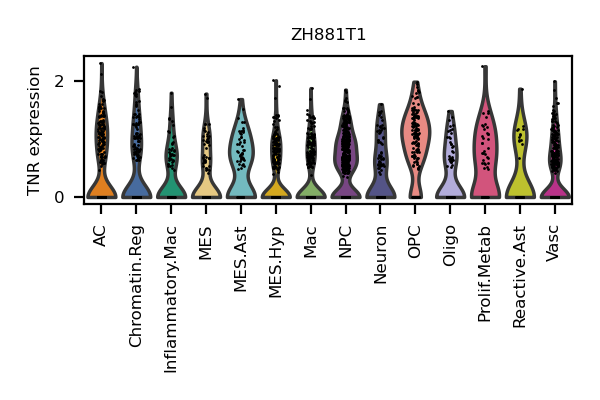 ZH881T1
TNR expression
2
0
AC
Chromatin.Reg
Inflammatory.Mac
MES
MES.Ast
MES.Hyp
Mac
NPC
Neuron
OPC
Oligo
Prolif.Metab
Reactive.Ast
Vasc